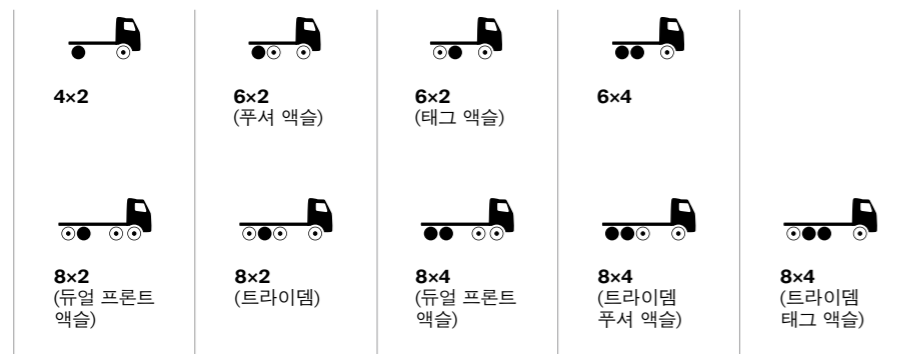 4×2
6×2
(푸셔 액슬)
6×2
(태그 액슬)
6×4
8×2
(듀얼 프론트
액슬)
8×2
(트라이뎀)
8×4
(듀얼 프론트
액슬)
8×4
(트라이뎀
푸셔 액슬)
8×4
(트라이뎀
태그 액슬)